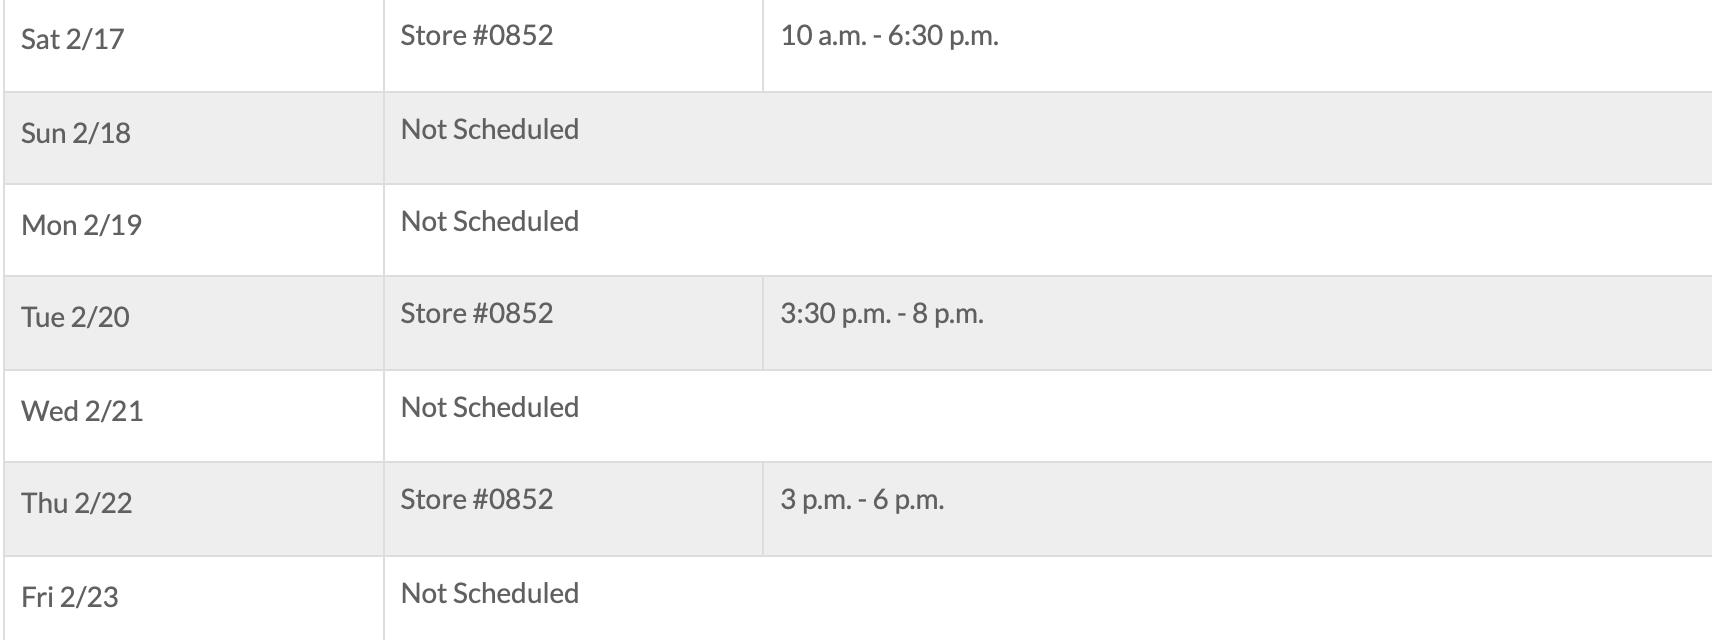 Sat 2/17 Store #0852 10 a.m. - 6:30 p.m.
Sun 2/18 Not Scheduled
Mon 2/19 Not Scheduled
Tue 2/20 Store #0852 3:30 p.m. - 8 p.m.
Wed 2/21 Not Scheduled
Thu 2/22 Store #0852 3 p.m. - 6 p.m.
Fri 2/23 Not Scheduled